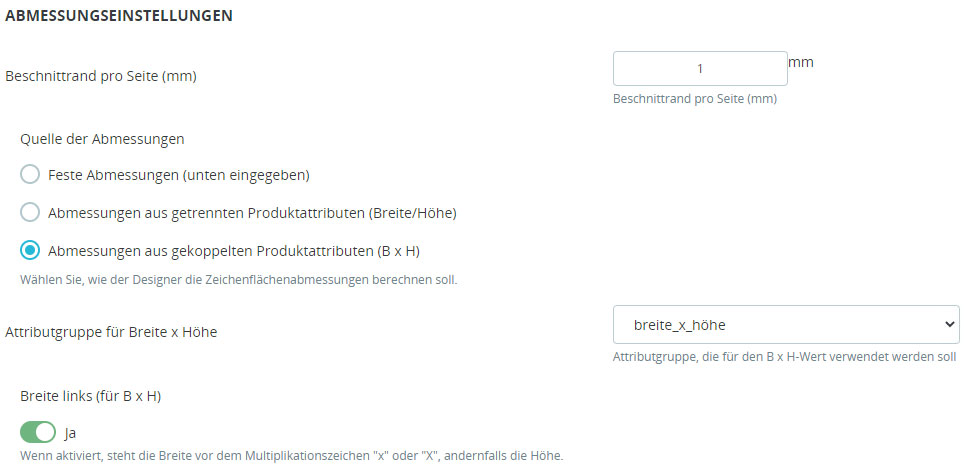 ABMESSUNGSEINSTELLUNGEN
Beschnittrand pro Seite (mm)
1 mm
Beschnittrand pro Seite (mm)
Quelle der Abmessungen
Feste Abmessungen (unten eingegeben)
Abmessungen aus getrennten Produktattributen (Breite/Höhe)
Abmessungen aus gekoppelten Produktattributen (B x H)
Wählen Sie, wie der Designer die Zeichenflächenabmessungen berechnen soll.
Attributgruppe für Breite x Höhe
breite_x_höhe
Attributgruppe, die für den B x H-Wert verwendet werden soll
Breite links (für B x H)
Ja
Wenn aktiviert, steht die Breite vor dem Multiplikationszeichen "x" oder "X", andernfalls die Höhe.